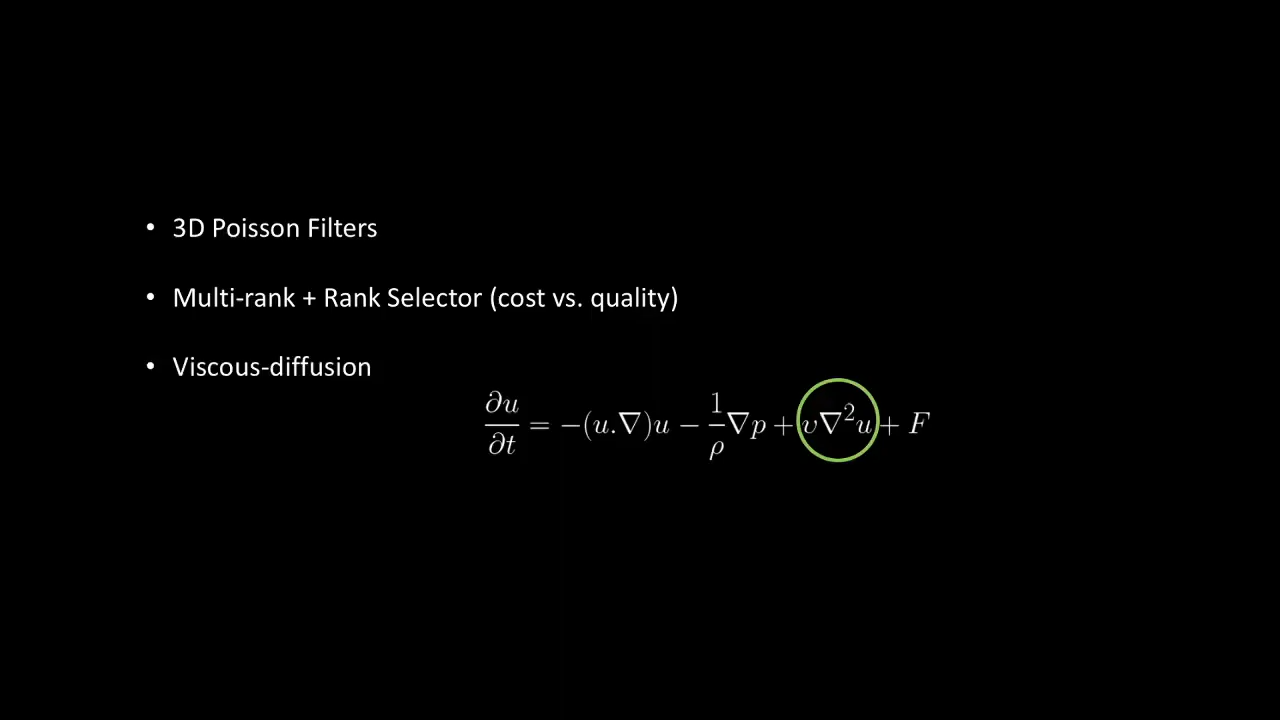 • 3D Poisson Filters
• Multi-rank + Rank Selector (cost vs. quality)
• Viscous-diffusion
∂u/∂t = −(u.∇)u − 1/ρ ∇p + υ∇²u + F